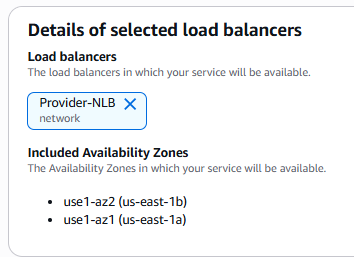 Details of selected load balancers
Load balancers
The load balancers in which your service will be available.
Provider-NLB
network
Included Availability Zones
The Availability Zones in which your service will be available.
• use1-az2 (us-east-1b)
• use1-az1 (us-east-1a)